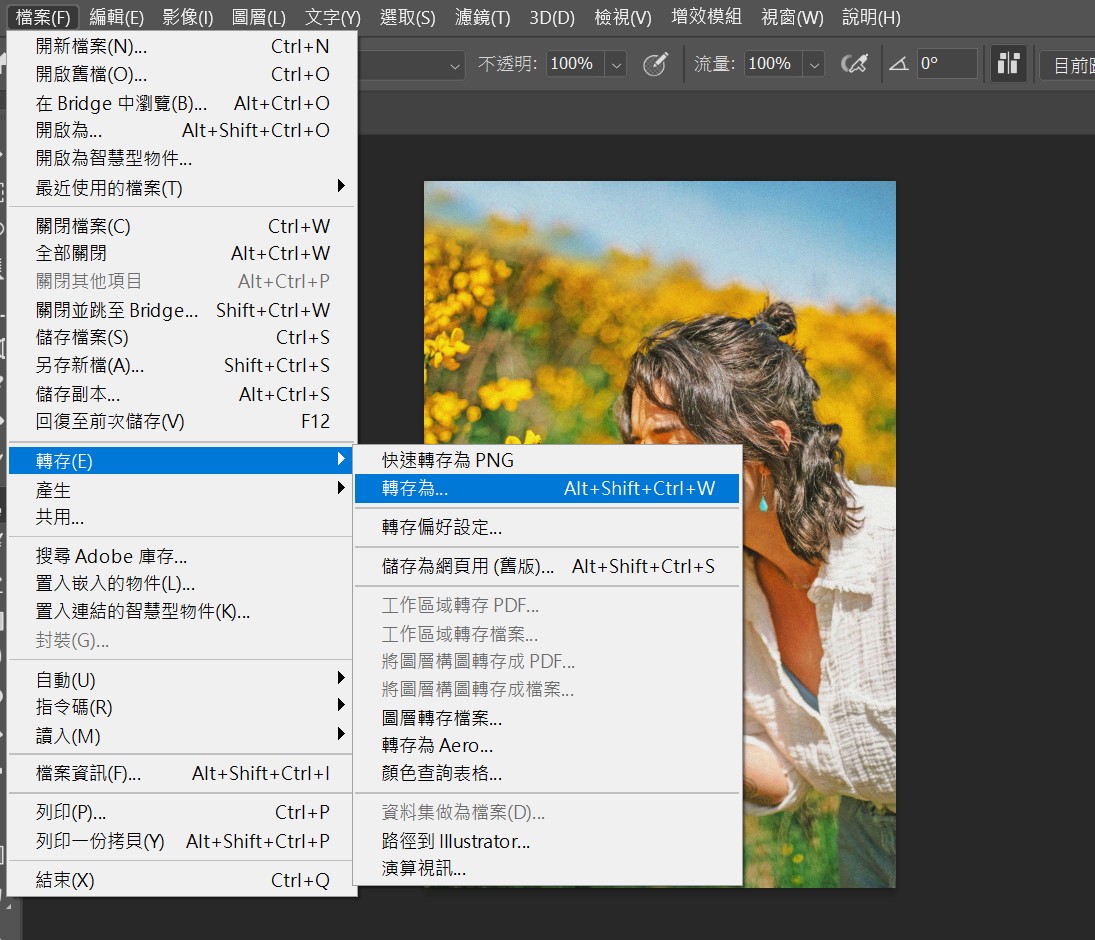 檔案(F) 編輯(E) 影像(I) 圖層(L) 文字(Y) 選取(S) 濾鏡(T) 3D(D) 檢視(V) 增效模組 視窗(W) 說明(H)
不透明: 100% 流量: 100% 0° 目前
開新檔案(N)... Ctrl+N
開啟舊檔(O)... Ctrl+O
在 Bridge 中瀏覽(B)... Alt+Ctrl+O
開啟為... Alt+Shift+Ctrl+O
開啟為智慧型物件...
最近使用的檔案(T)
關閉檔案(C) Ctrl+W
全部關閉 Alt+Ctrl+W
關閉其他項目 Alt+Ctrl+P
關閉並跳至 Bridge... Shift+Ctrl+W
儲存檔案(S) Ctrl+S
另存新檔(A)... Shift+Ctrl+S
儲存副本... Alt+Ctrl+S
回復至前次儲存(V) F12
轉存(E)
產生
共用...
搜尋 Adobe 庫存...
置入嵌入的物件(L)...
置入連結的智慧型物件(K)...
封裝(G)...
自動(U)
指令碼(R)
讀入(M)
檔案資訊(F)... Alt+Shift+Ctrl+I
列印(P)... Ctrl+P
列印一份拷貝(Y) Alt+Shift+Ctrl+P
結束(X) Ctrl+Q
快速轉存為 PNG
轉存為... Alt+Shift+Ctrl+W
轉存偏好設定...
儲存為網頁用 (舊版)... Alt+Shift+Ctrl+S
工作區域轉存 PDF...
工作區域轉存檔案...
將圖層構圖轉存成 PDF...
將圖層構圖轉存成檔案...
圖層轉存檔案...
轉存為 Aero...
顏色查詢表格...
資料集做為檔案(D)...
路徑到 Illustrator...
演算視訊...